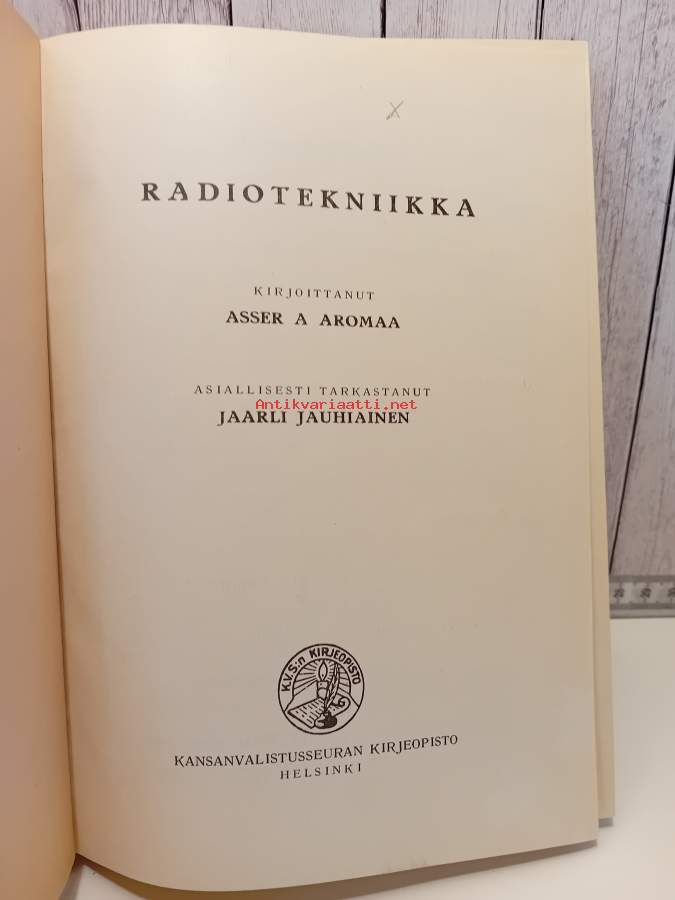 RADIOTEKNIIKKA
KIRJOITTANUT
ASSER A AROMAA
ASIALLISESTI TARKASTANUT
Antikvariaatti.net
JAARLI JAUHIAINEN
K.V.S:n KIRJEOPISTO
KANSANVALISTUSSEURAN KIRJEOPISTO
HELSINKI